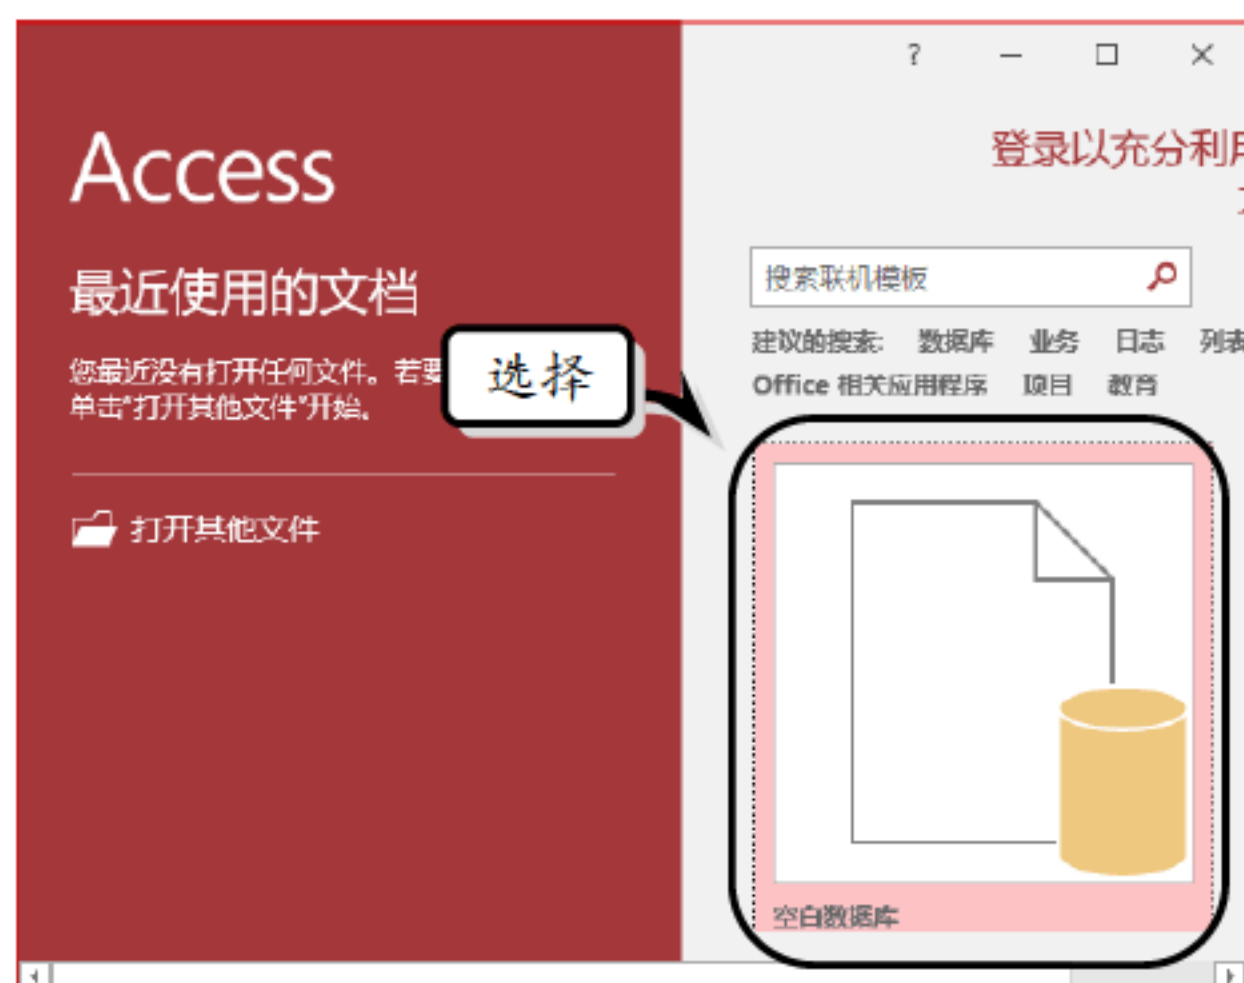 ?
Access
登录以充分利
最近使用的文档
搜索联机模板
建议的搜索: 数据库 业务 日志 列表
Office 相关应用程序 项目 教育
您最近没有打开任何文件。若要
单击"打开其他文件"开始。
选择
打开其他文件
空白数据库